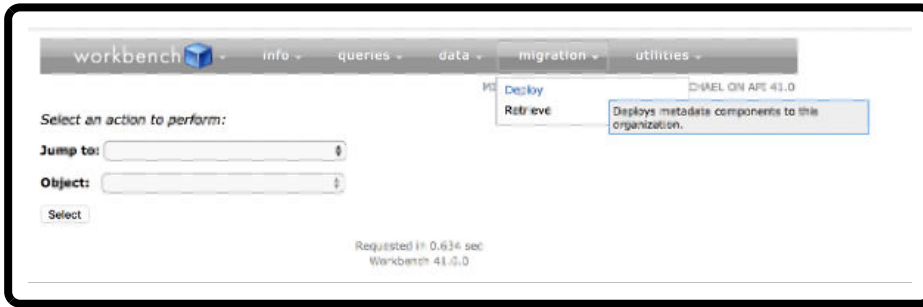 workbench info queries data migration utilities
CHAEL ON API 41.0
Deploy
Retrieve
Deploys metadata components to this
organization.
Select an action to perform:
Jump to:
Object:
Select
Requested in 0.634 sec
Workbench 41.0.0